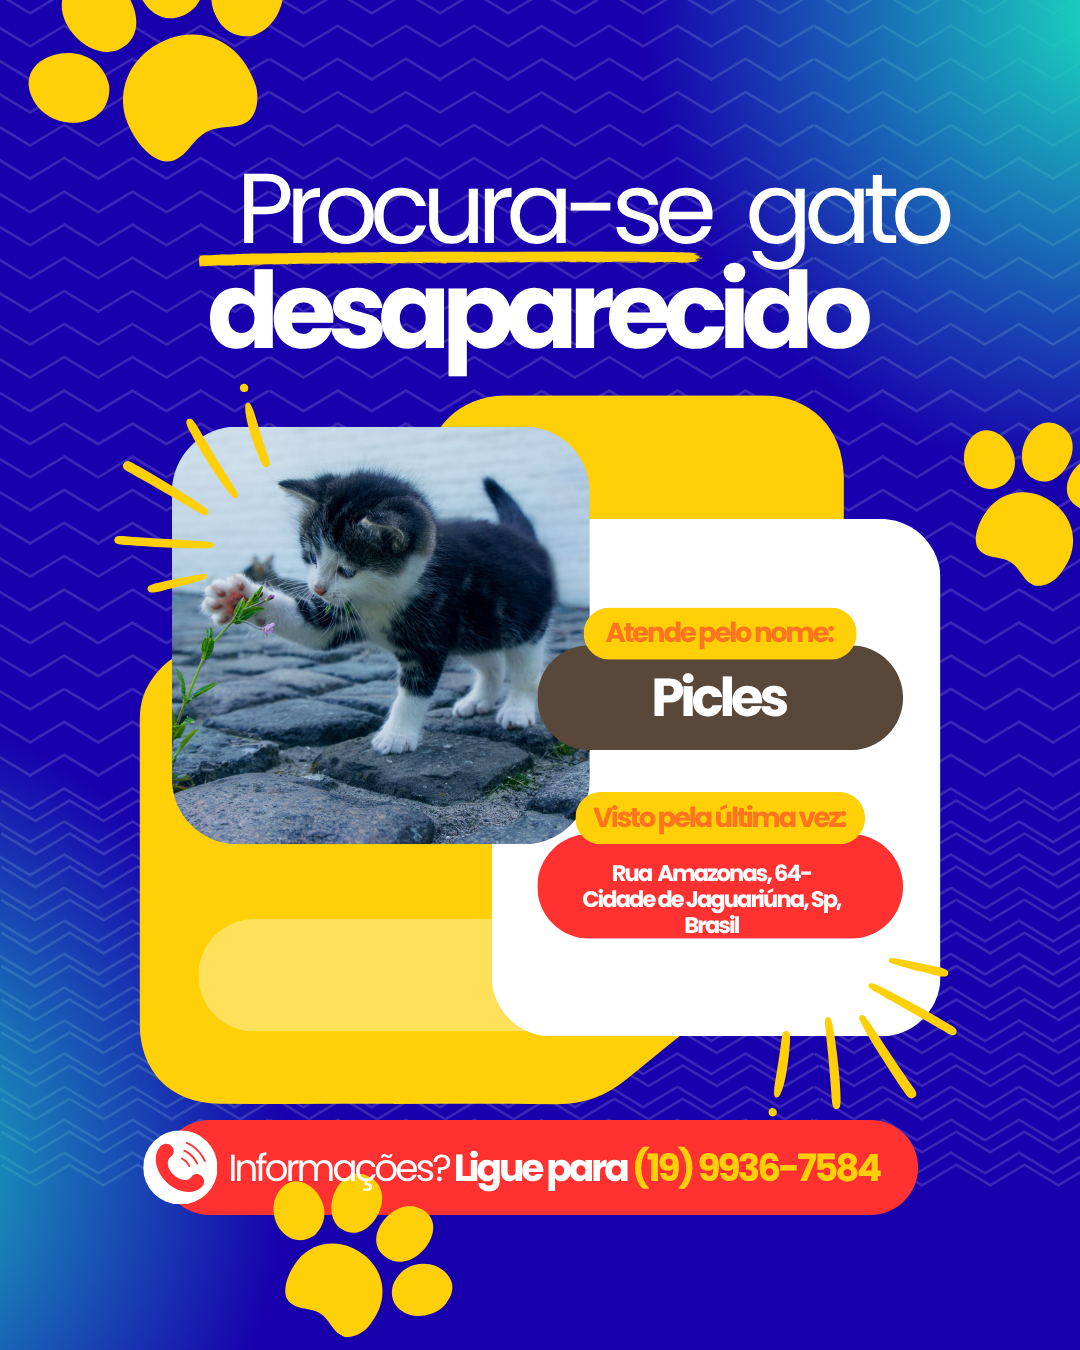 Procura-se gato
desaparecido
Atende pelo nome:
Picles
Visto pela última vez:
Rua Amazonas, 64-
Cidade de Jaguariúna, Sp,
Brasil
Informações? Ligue para (19) 9936-7584